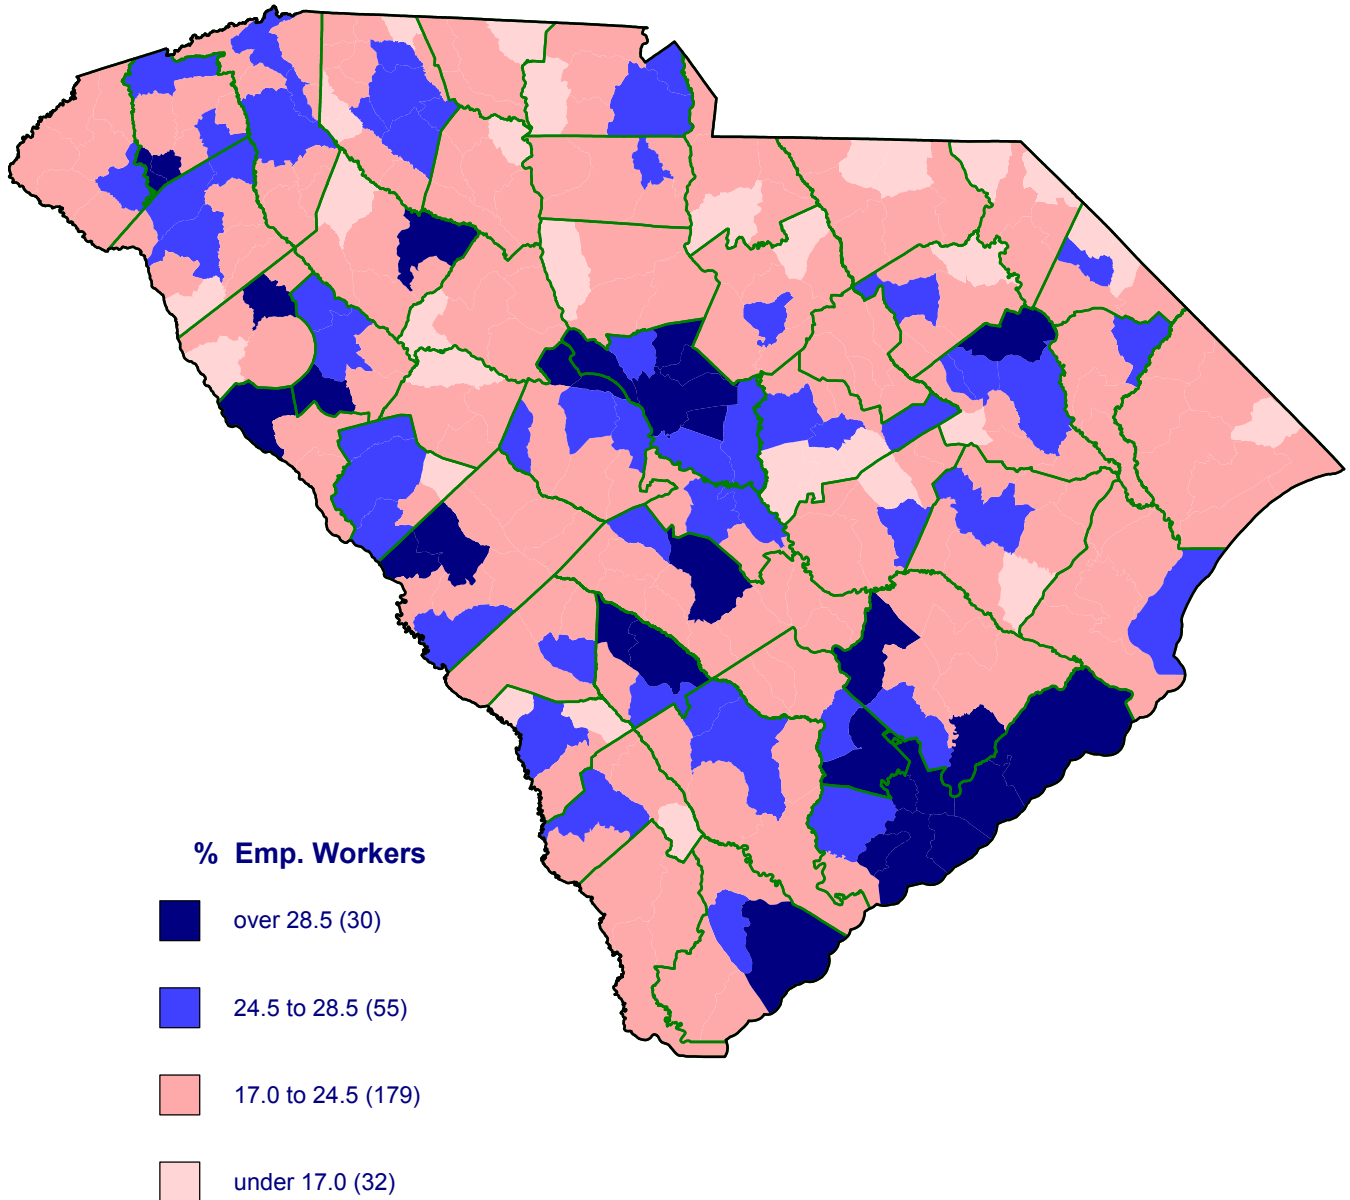 % Emp. Workers
over 28.5 (30)
24.5 to 28.5 (55)
17.0 to 24.5 (179)
under 17.0 (32)